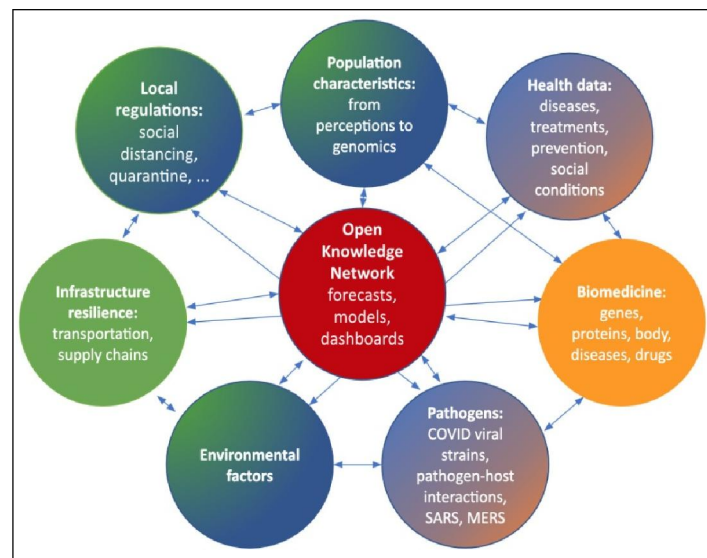 Local
regulations:
social
distancing,
quarantine, ...
Population
characteristics:
from
perceptions to
genomics
Health data:
diseases,
treatments,
prevention,
social
conditions
Infrastructure
resilience:
transportation,
supply chains
Open
Knowledge
Network
forecasts,
models,
dashboards
Biomedicine:
genes,
proteins, body,
diseases, drugs
Environmental
factors
Pathogens:
COVID viral
strains,
pathogen-host
interactions,
SARS, MERS